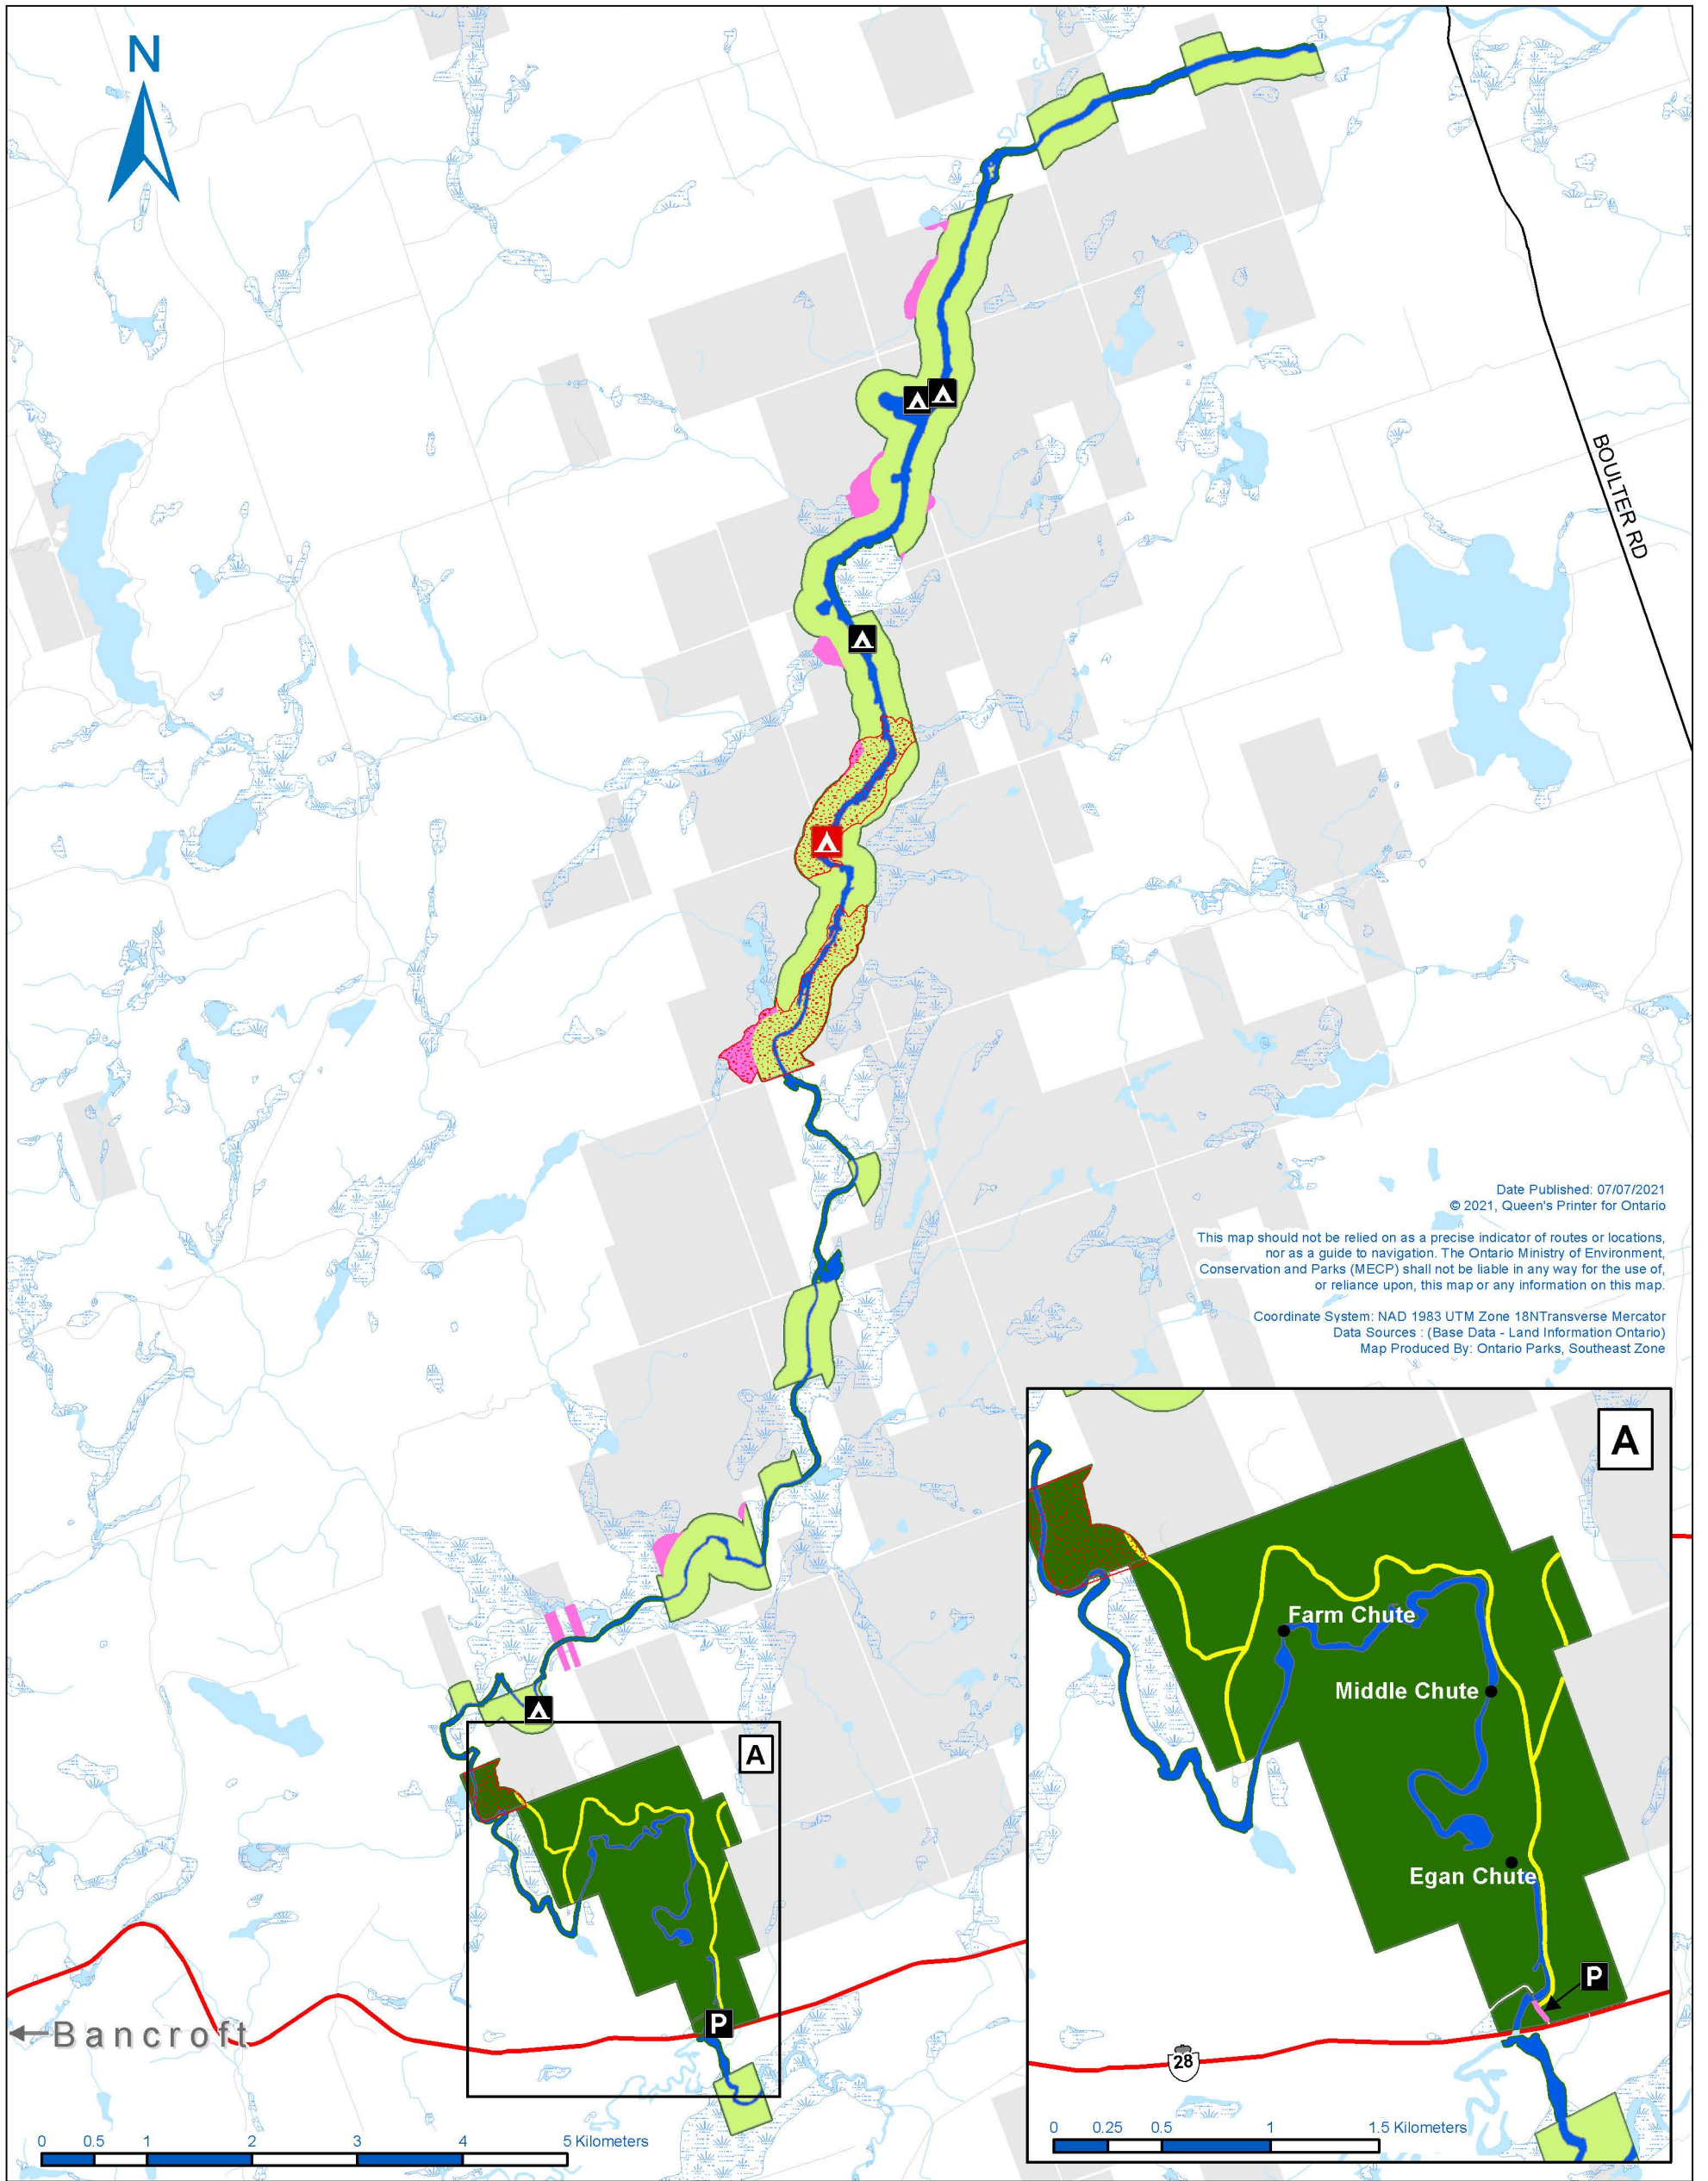 N
BOULTER RD
Date Published: 07/07/2021
© 2021, Queen's Printer for Ontario
This map should not be relied on as a precise indicator of routes or locations,
nor as a guide to navigation. The Ontario Ministry of Environment,
Conservation and Parks (MECP) shall not be liable in any way for the use of,
or reliance upon, this map or any information on this map.
Coordinate System: NAD 1983 UTM Zone 18NTransverse Mercator
Data Sources : (Base Data - Land Information Ontario)
Map Produced By: Ontario Parks, Southeast Zone
A
Farm Chute
Middle Chute
Egan Chute
P
28
0 0.25 0.5 1 1.5 Kilometers
A
P
Bancroft
0 0.5 1 2 3 4 5 Kilometers